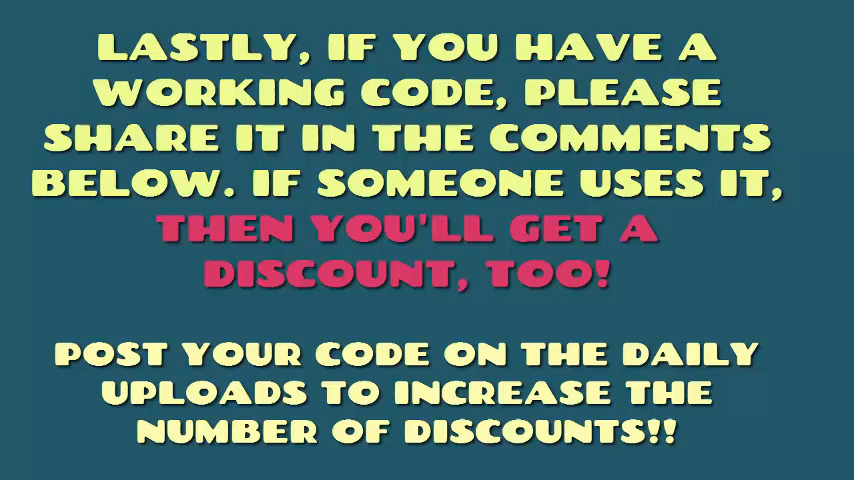 LASTLY, IF YOU HAVE A
WORKING CODE, PLEASE
SHARE IT IN THE COMMENTS
BELOW. IF SOMEONE USES IT,
THEN YOU'LL GET A
DISCOUNT, TOO!
POST YOUR CODE ON THE DAILY
UPLOADS TO INCREASE THE
NUMBER OF DISCOUNTS!!